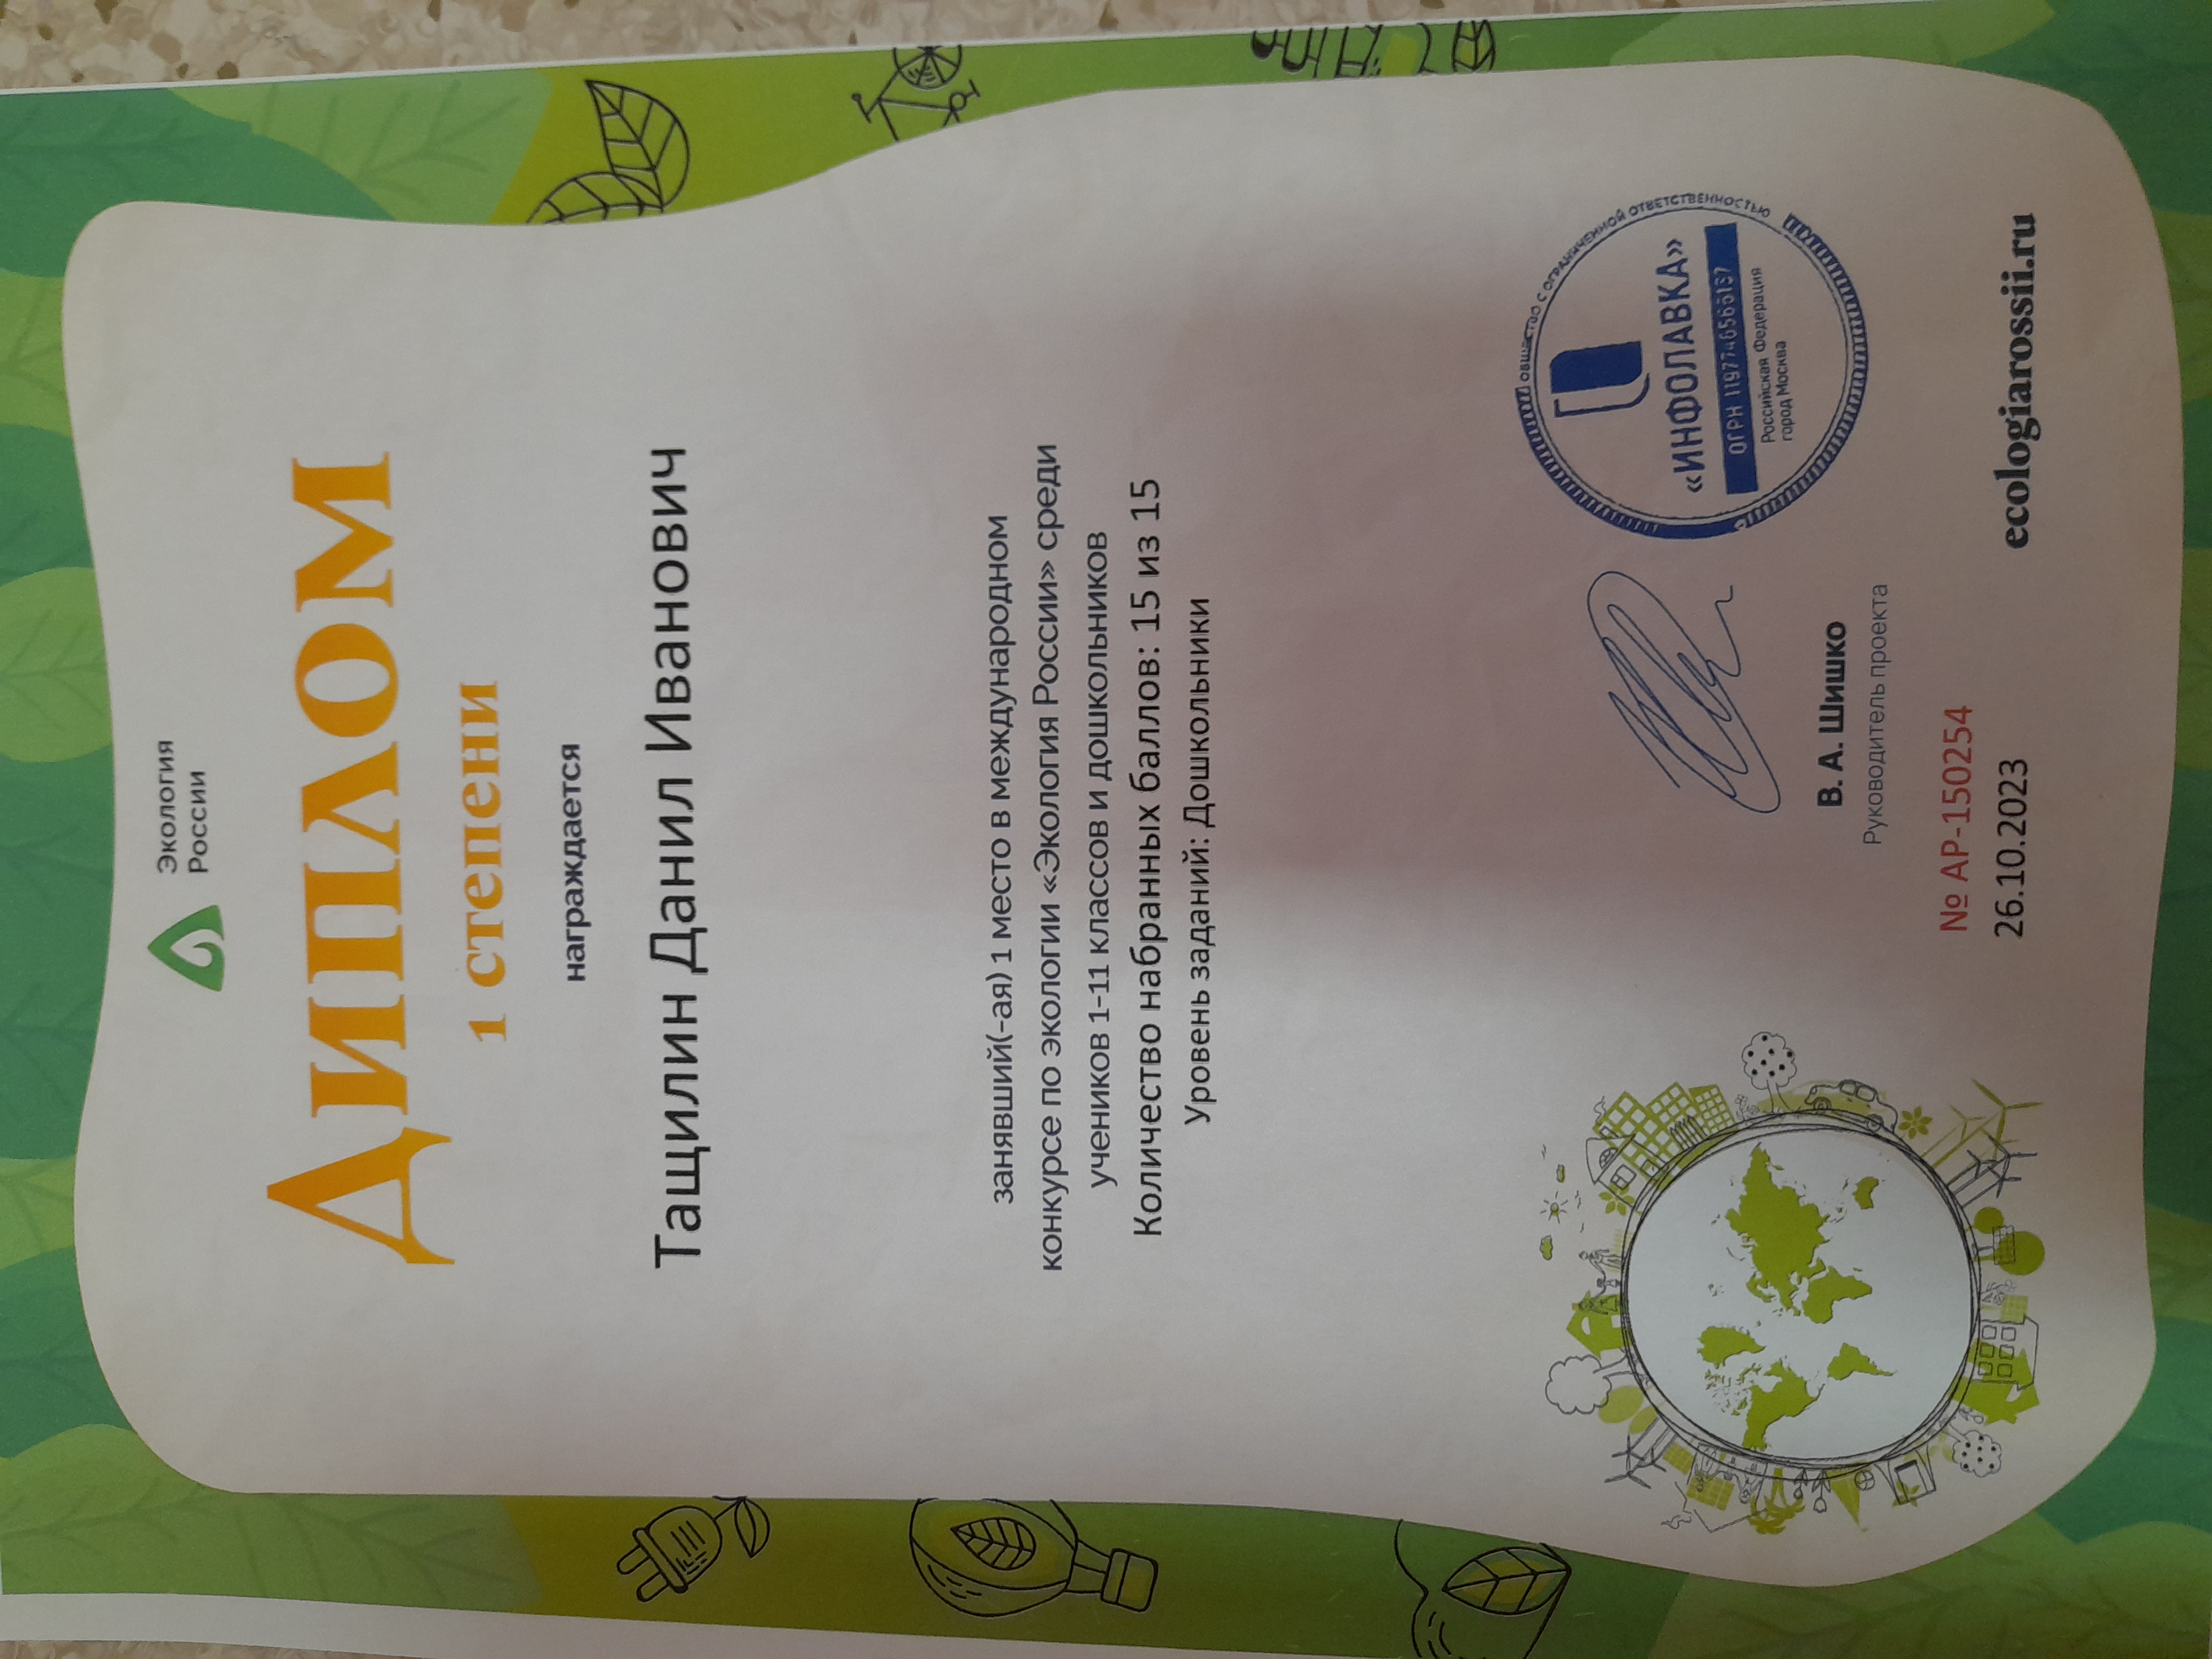 Экология
России
ДИПЛОМ
1 степени
награждается
Тащилин Данил Иванович
занявший(-ая) 1 место в международном
конкурсе по экологии «Экология России» среди
учеников 1-11 классов и дошкольников
Количество набранных баллов: 15 из 15
Уровень заданий: Дошкольники
ОБЩЕСТВО С ОГРАНИЧЕННОЙ ОТВЕТСТВЕННОСТЬЮ
«ИНФОЛАВКА»
ОГРН 1197746565137
Российская Федерация
город Москва
В. А. Шишко
Руководитель проекта
№ АР-150254
26.10.2023
ecologiarossii.ru